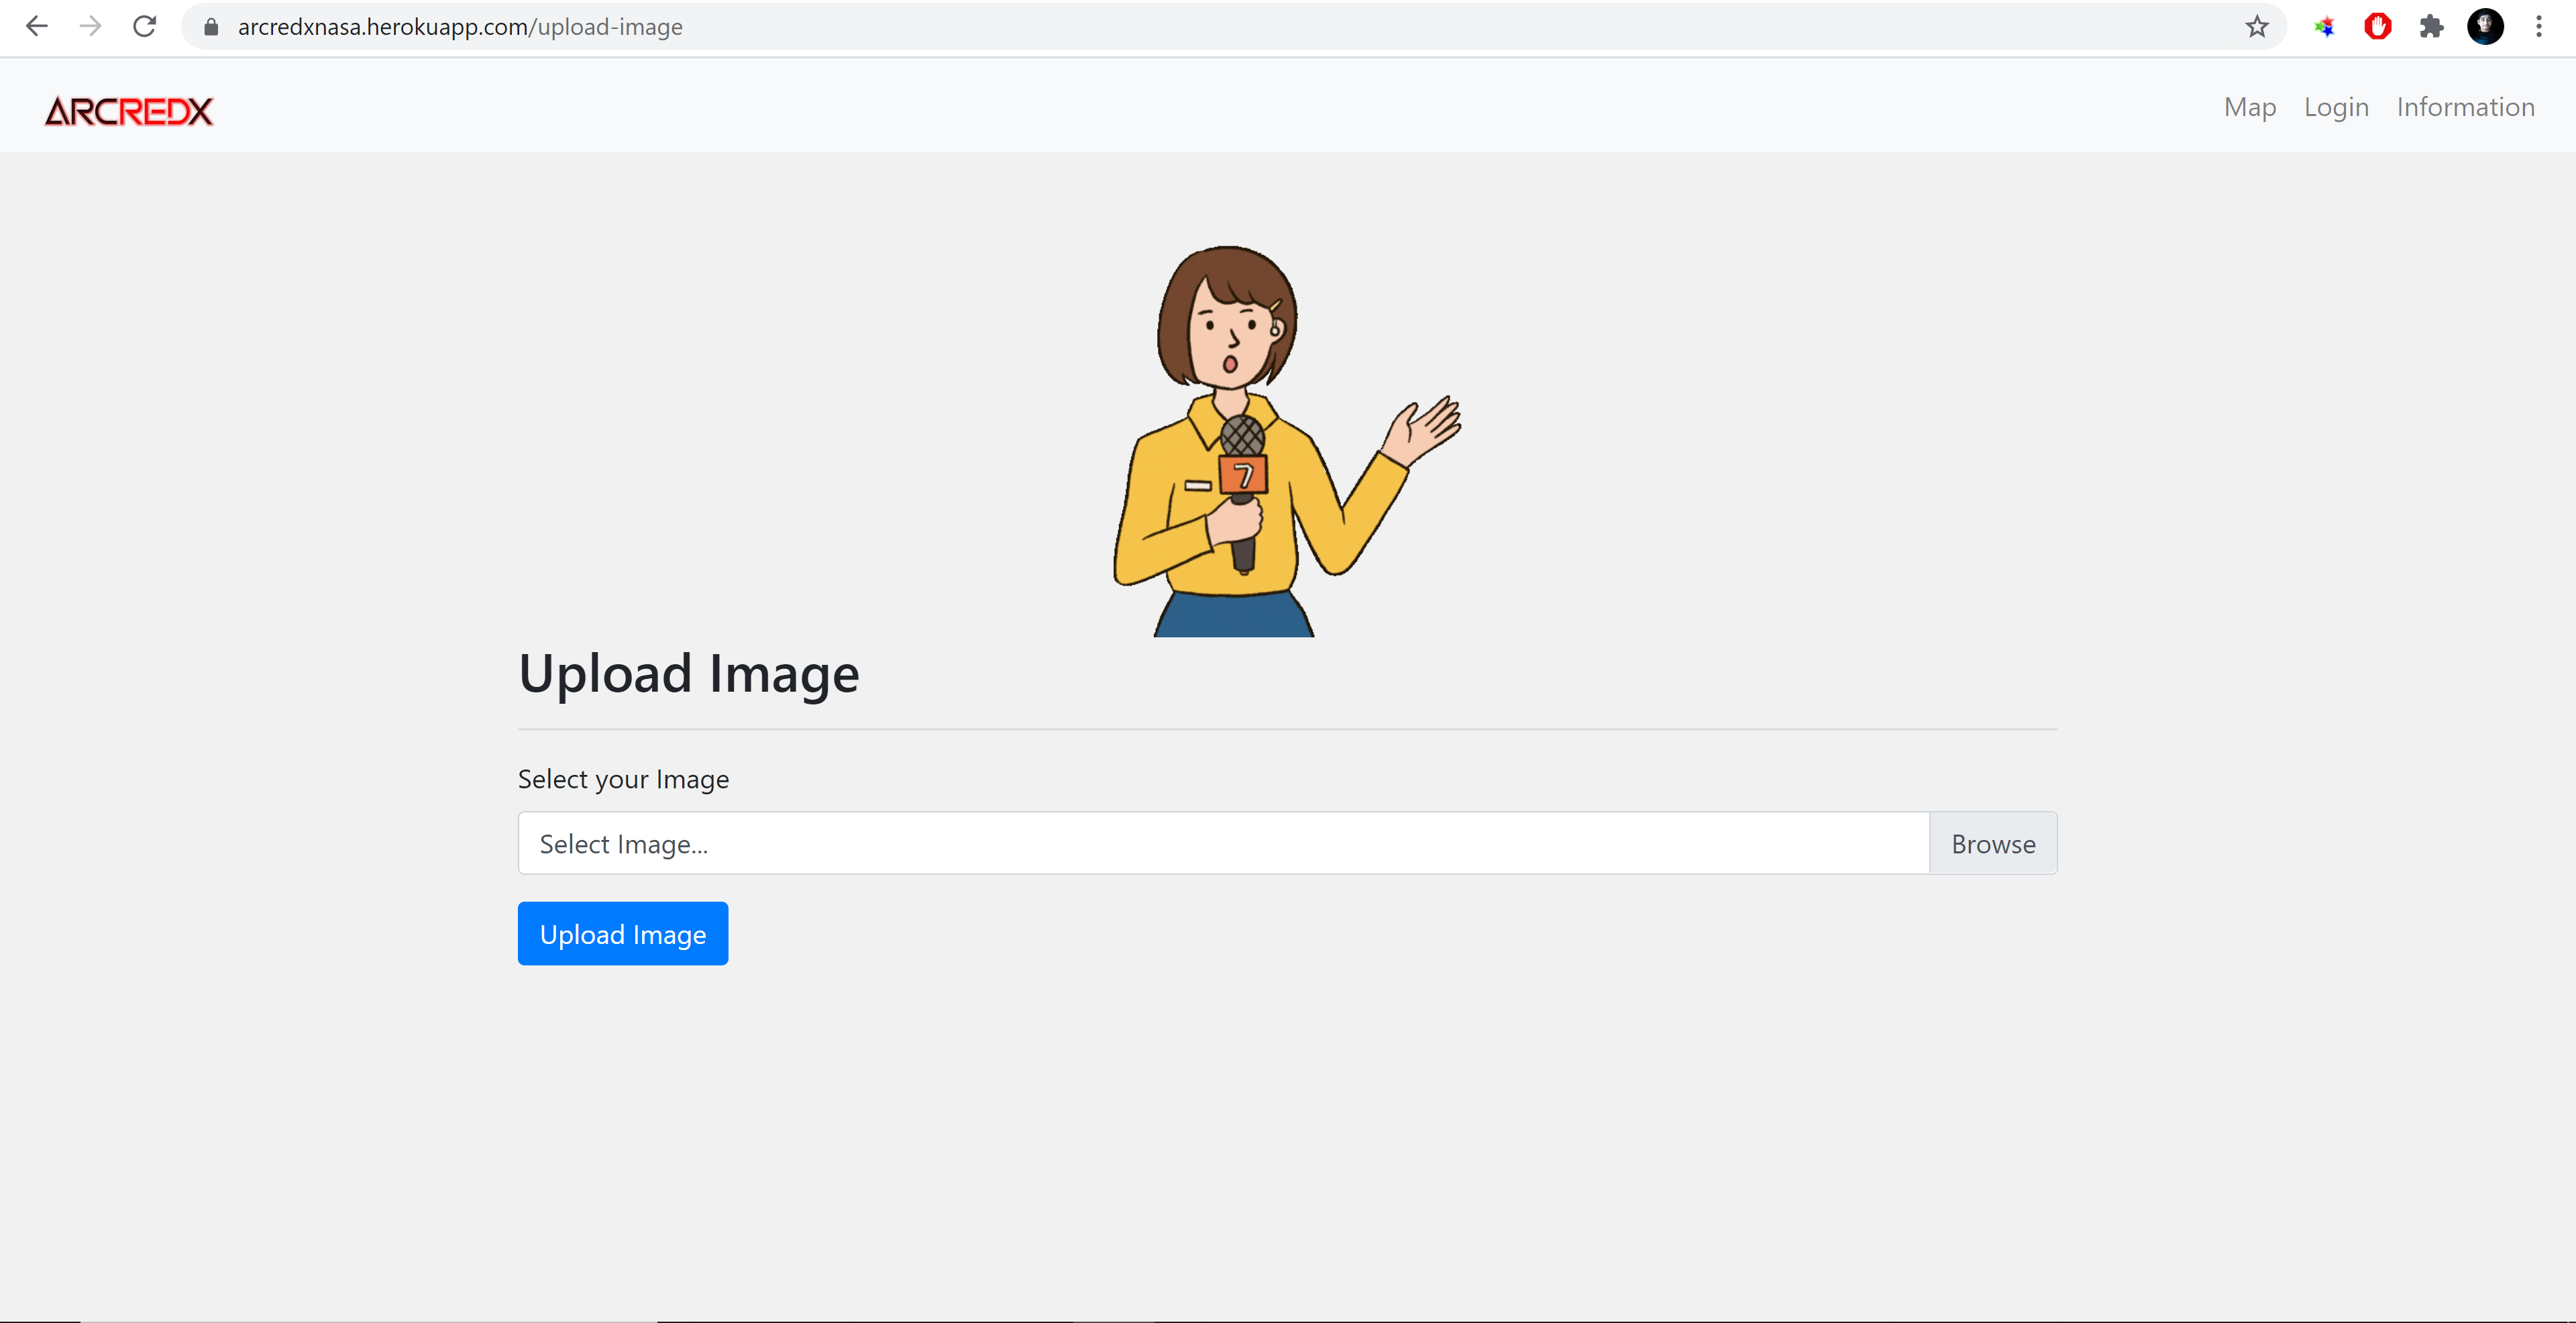 arcredxnasa.herokuapp.com/upload-image
ARCREDX
Map Login Information
7
Upload Image
Select your Image
Select Image...
Browse
Upload Image